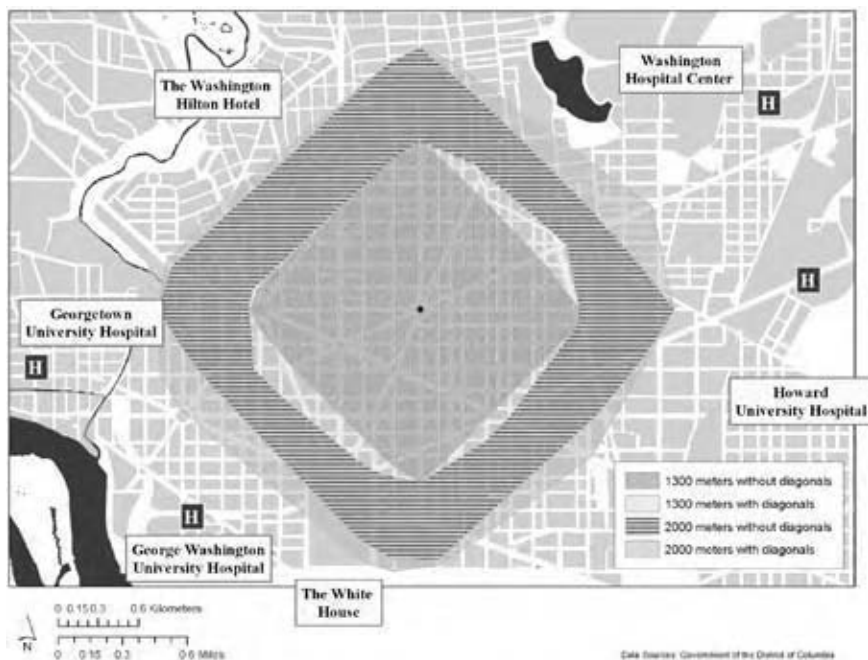 The Washington
Hilton Hotel
Washington
Hospital Center
H
H
Georgetown
University Hospital
H
Howard
University Hospital
H
George Washington
University Hospital
The White
House
1300 meters without diagonals
1300 meters with diagonals
2000 meters without diagonals
2000 meters with diagonals
0 0.15 0.3 0.6 Kilometers
0 0.15 0.3 0.6 Miles
N
Data Sources: Government of the District of Columbia